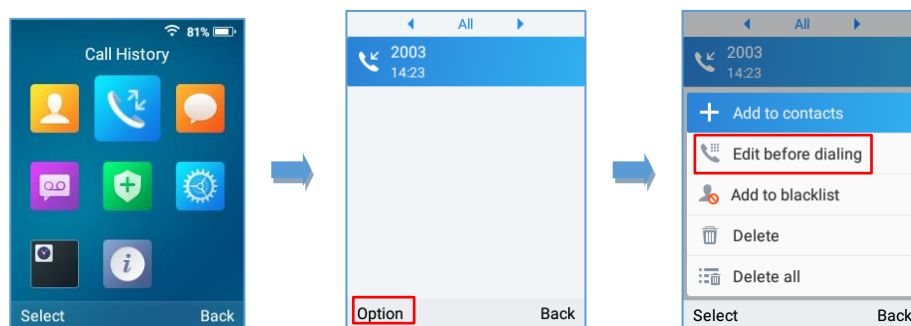 81%
Call History
Select Back
All
2003
14:23
Option Back
All
2003
14:23
Add to contacts
Edit before dialing
Add to blacklist
Delete
Delete all
Select Back